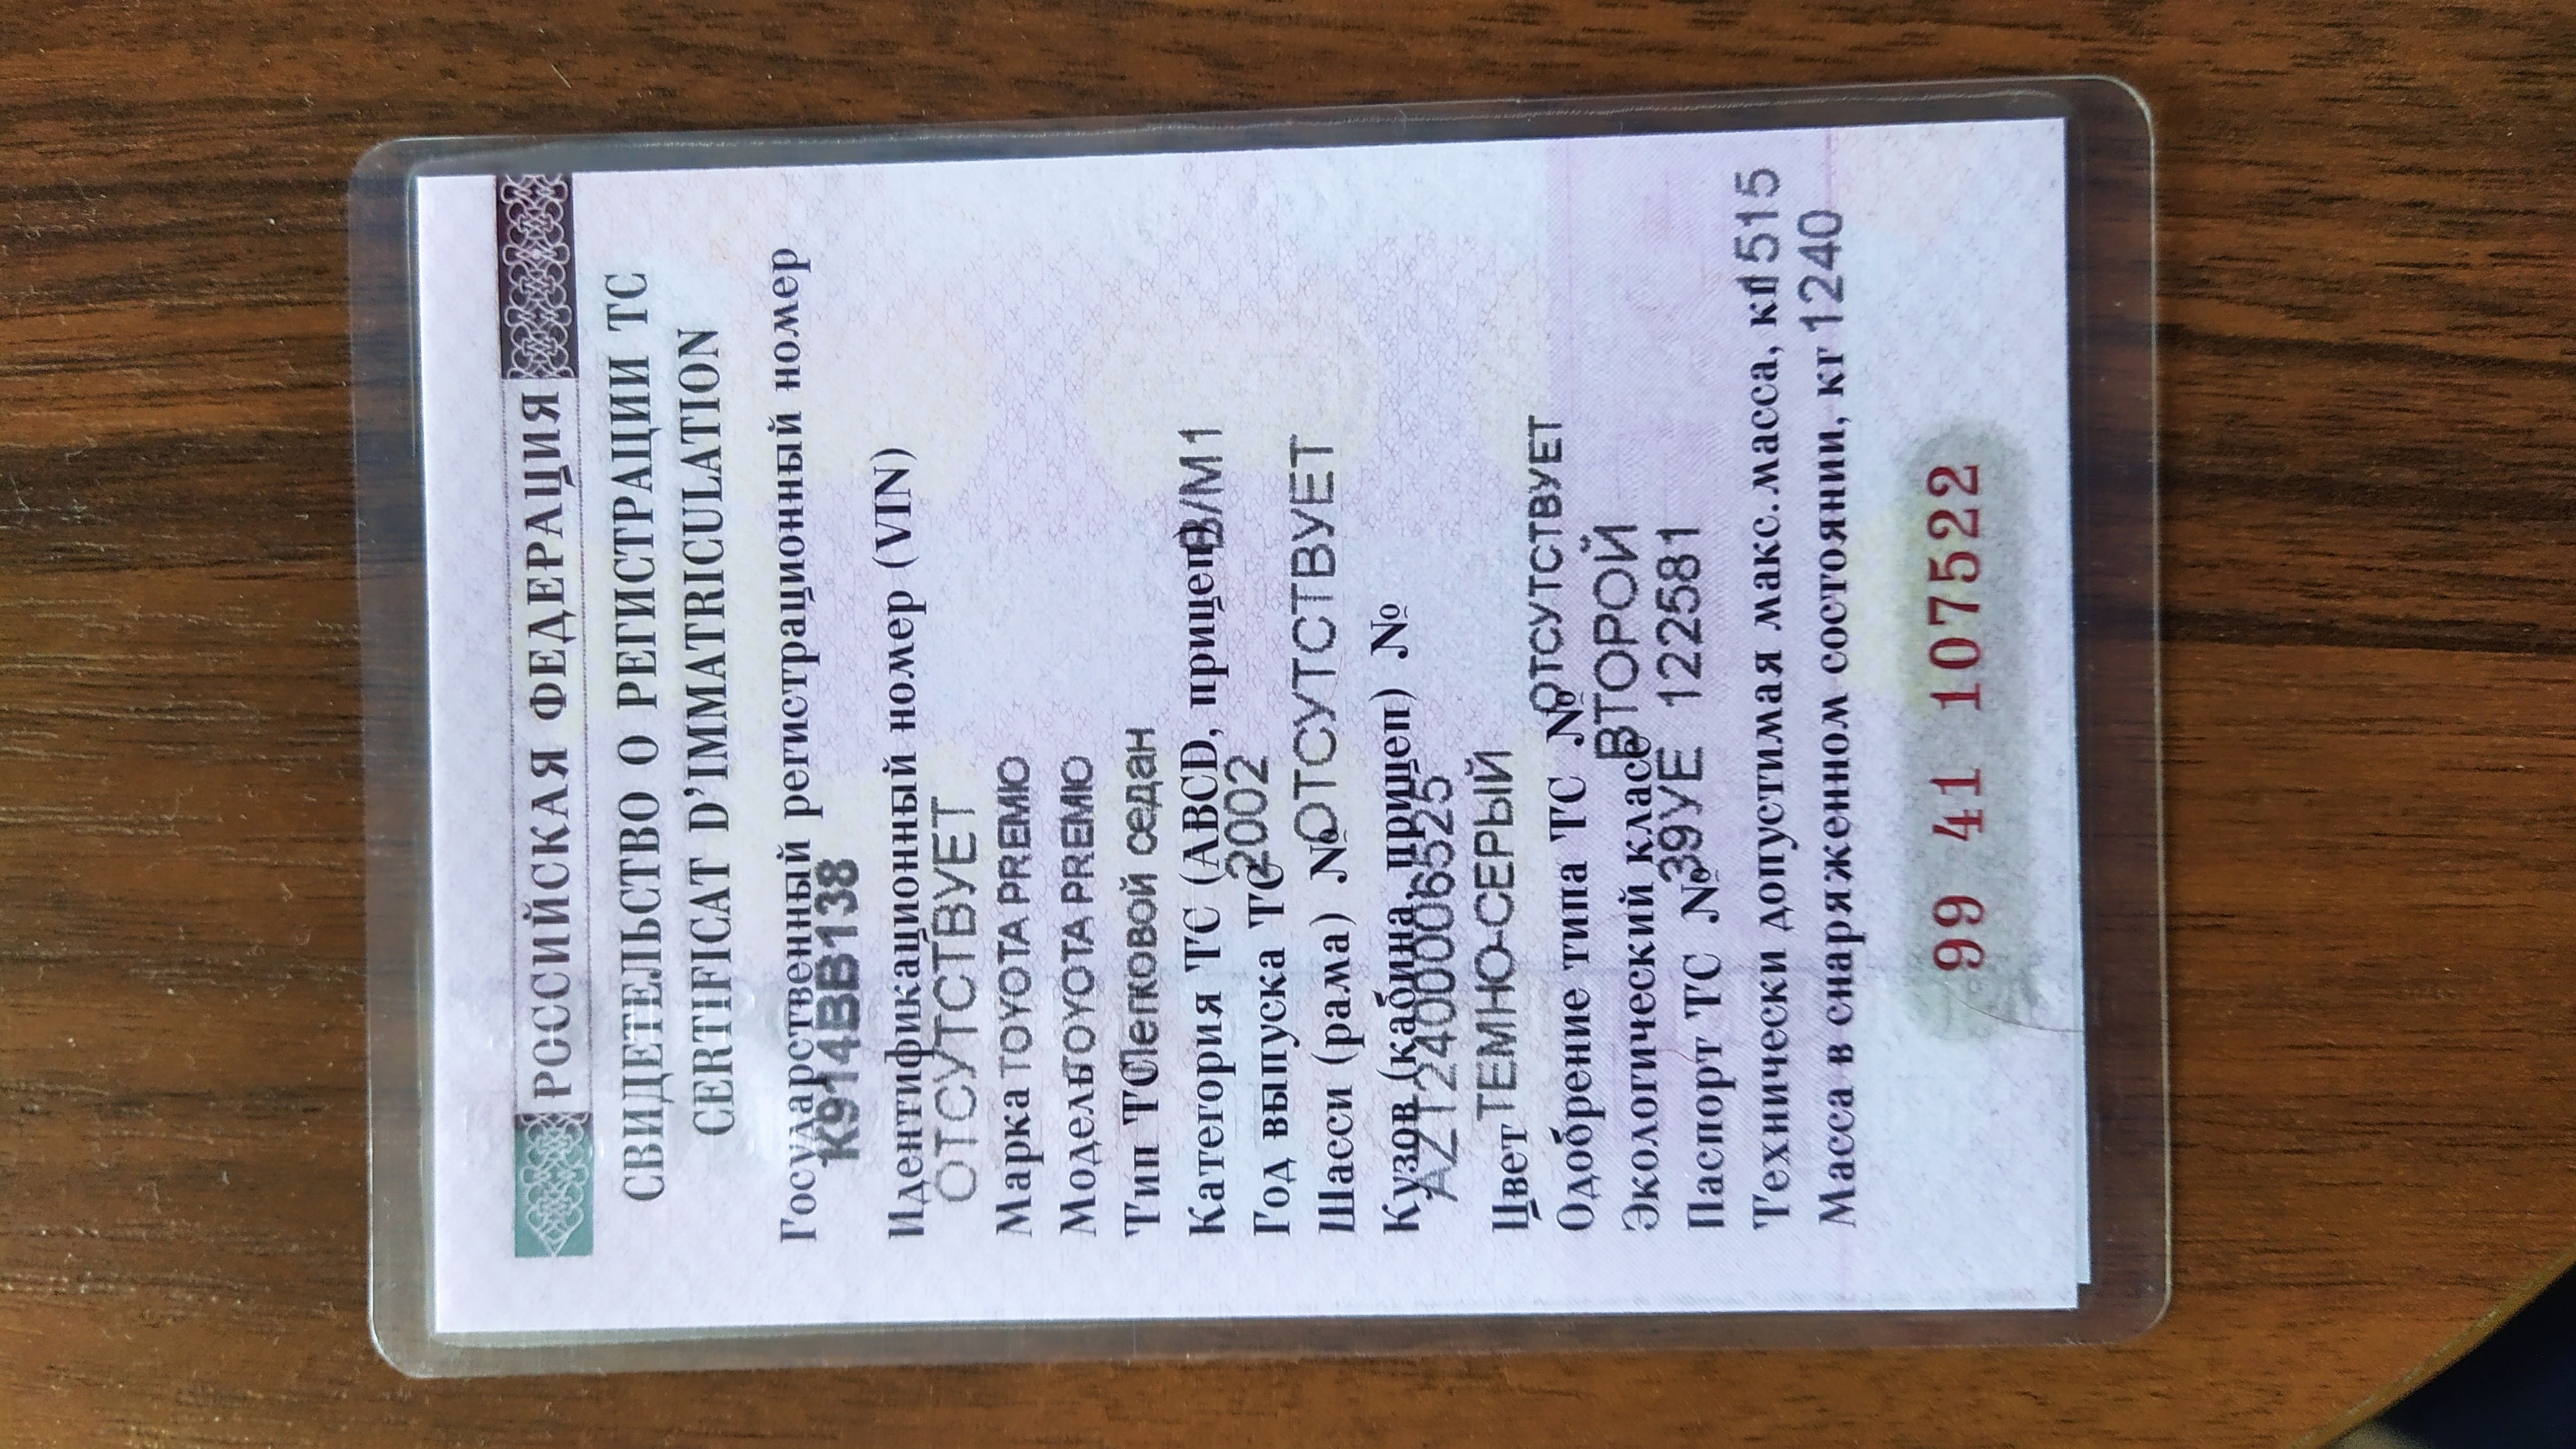 РОССИЙСКАЯ ФЕДЕРАЦИЯ
СВИДЕТЕЛЬСТВО О РЕГИСТРАЦИИ ТС
CERTIFICAT D'IMMATRICULATION
Государственный регистрационный номер
К914ВВ138
Идентификационный номер (VIN)
ОТСУТСТВУЕТ
Марка TOYOTA PREMIO
Модель TOYOTA PREMIO
Тип ТС Легковой седан
Категория ТС (ABCD, прицеп) B/M1
Год выпуска ТС 2002
Шасси (рама) № ОТСУТСТВУЕТ
Кузов (кабина, прицеп) №
AZT240006525
Цвет ТЕМНО-СЕРЫЙ
Одобрение типа ТС № ОТСУТСТВУЕТ
Экологический класс ВТОРОЙ
Паспорт ТС № 39УЕ 122581
Технически допустимая макс. масса, кг 1515
Масса в снаряженном состоянии, кг 1240
99 41 107522